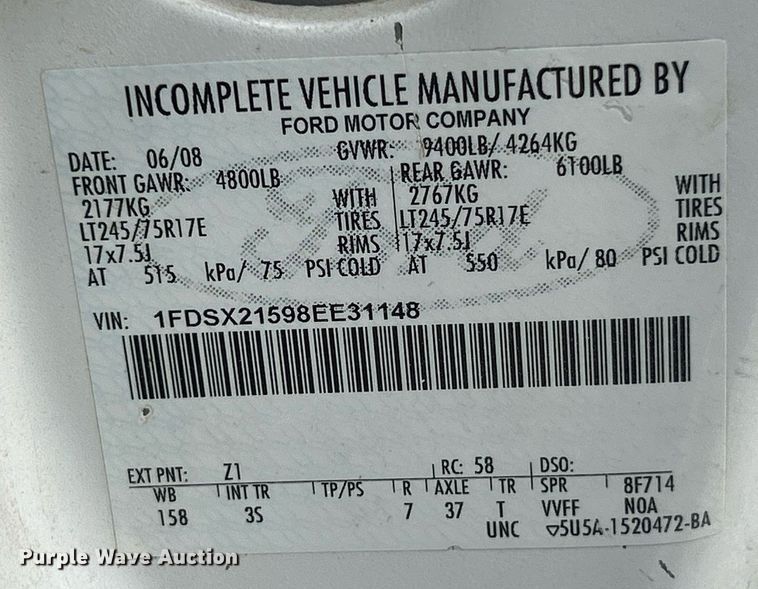 INCOMPLETE VEHICLE MANUFACTURED BY
FORD MOTOR COMPANY
DATE: 06/08 GVWR: 9400LB/ 4264KG
FRONT GAWR: 4800LB REAR GAWR: 6100LB
2177KG WITH 2767KG WITH
LT245/75R17E TIRES LT245/75R17E TIRES
17x7.5J RIMS 17x7.5J RIMS
AT 515 kPa/ 75 PSI COLD AT 550 kPa/ 80 PSI COLD
VIN: 1FDSX21598EE31148
EXT PNT: Z1 RC: 58 DSO:
WB INT TR TP/PS R AXLE TR SPR 8F714
158 3S 7 37 T VVFF NOA
UNC 5U5A-1520472-BA
Purple Wave Auction